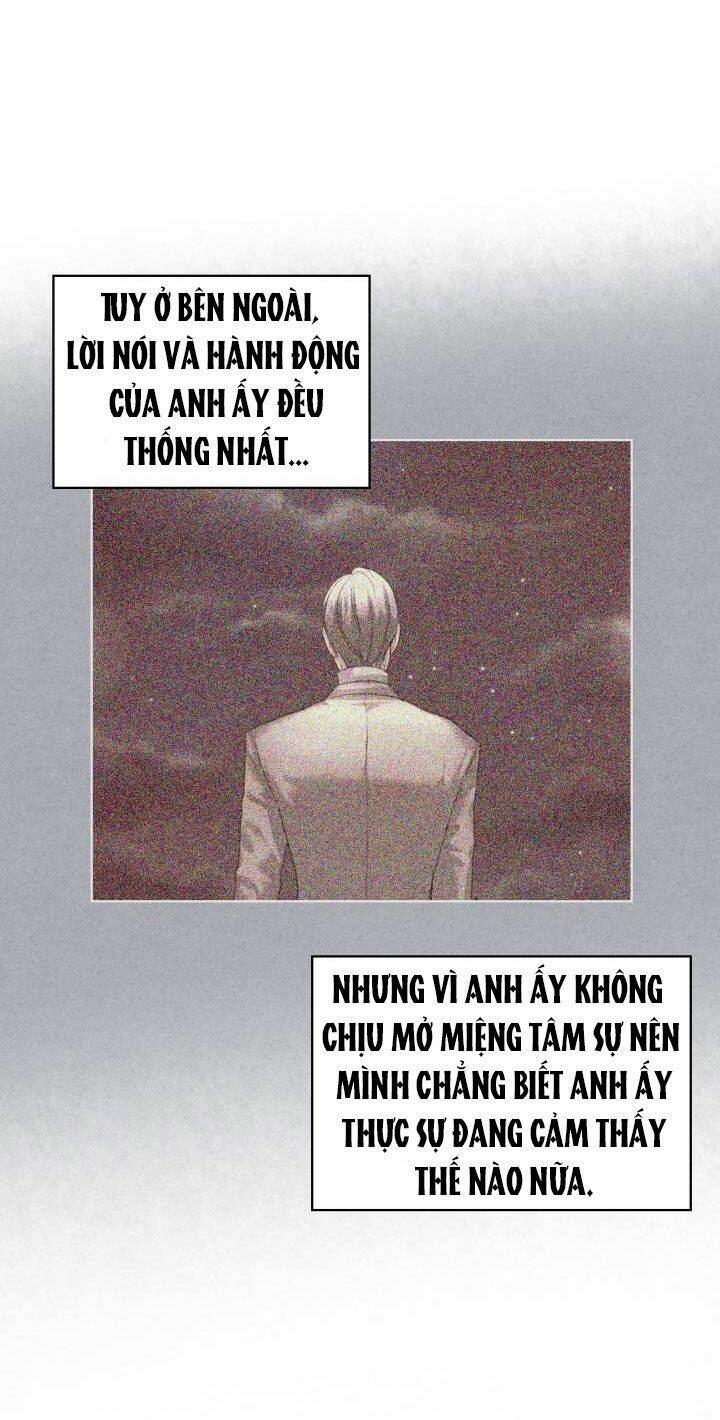 TUY Ở BÊN NGOÀI,
LỜI NÓI VÀ HÀNH ĐỘNG
CỦA ANH ẤY ĐỀU
THỐNG NHẤT...
NHƯNG VÌ ANH ẤY KHÔNG
CHỊU MỞ MIỆNG TÂM SỰ NÊN
MÌNH CHẲNG BIẾT ANH ẤY
THỰC SỰ ĐANG CẢM THẤY
THẾ NÀO NỮA.